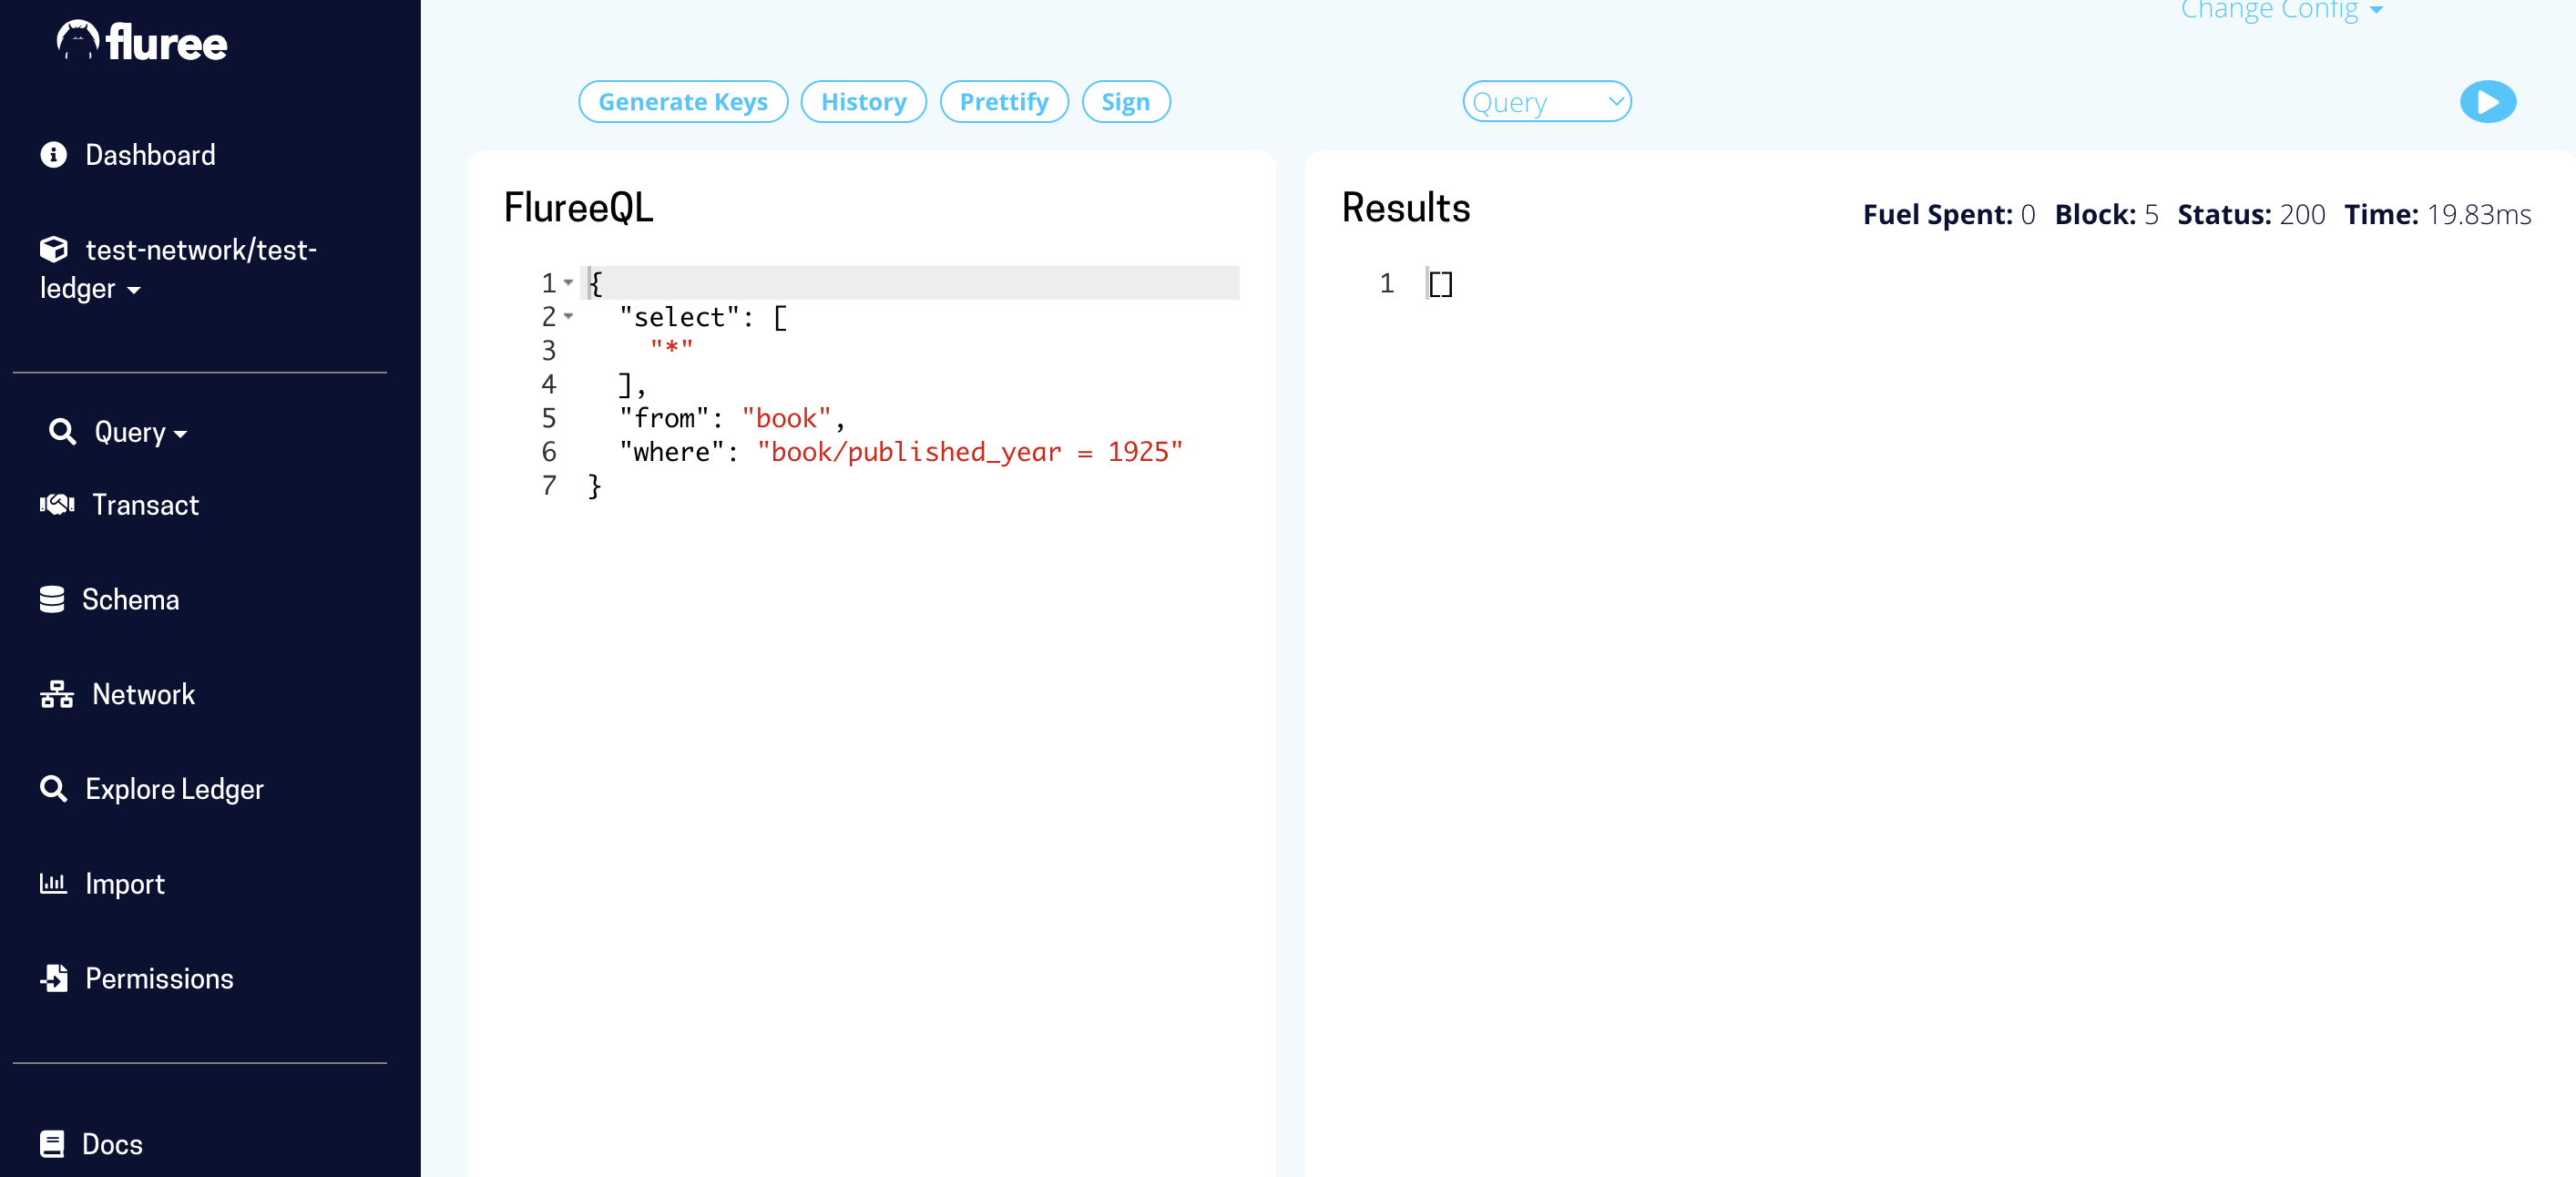 fluree
Dashboard
test-network/test-
ledger
Query
Transact
Schema
Network
Explore Ledger
Import
Permissions
Docs
Change Config
Generate Keys
History
Prettify
Sign
Query
FlureeQL
1 {
2 "select": [
3 "*"
4 ],
5 "from": "book",
6 "where": "book/published_year = 1925"
7 }
Results
Fuel Spent: 0 Block: 5 Status: 200 Time: 19.83ms
1 []